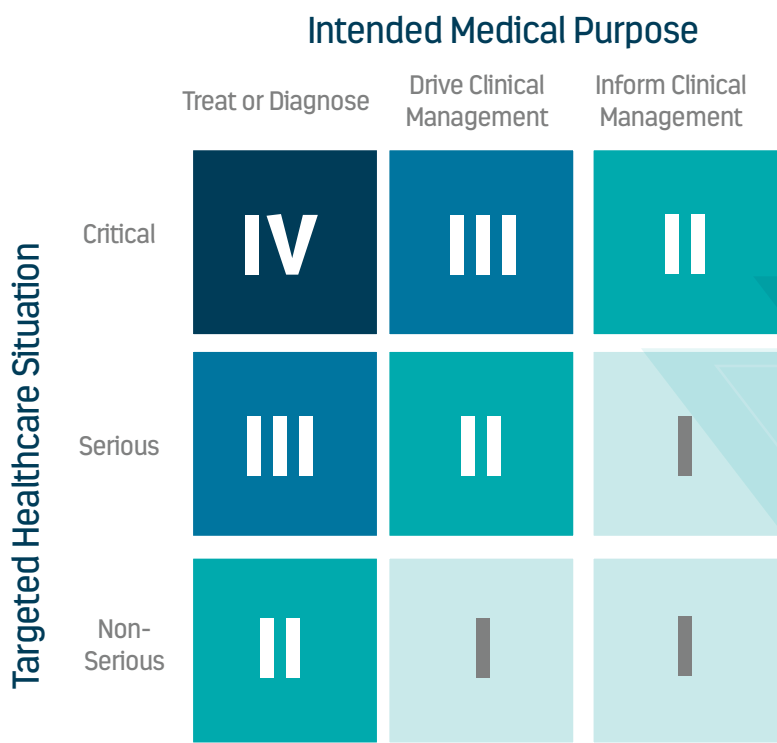 Intended Medical Purpose
Treat or Diagnose
Drive Clinical
Management
Inform Clinical
Management
Targeted Healthcare Situation
Critical
IV
III
II
Serious
III
II
I
Non-
Serious
II
I
I